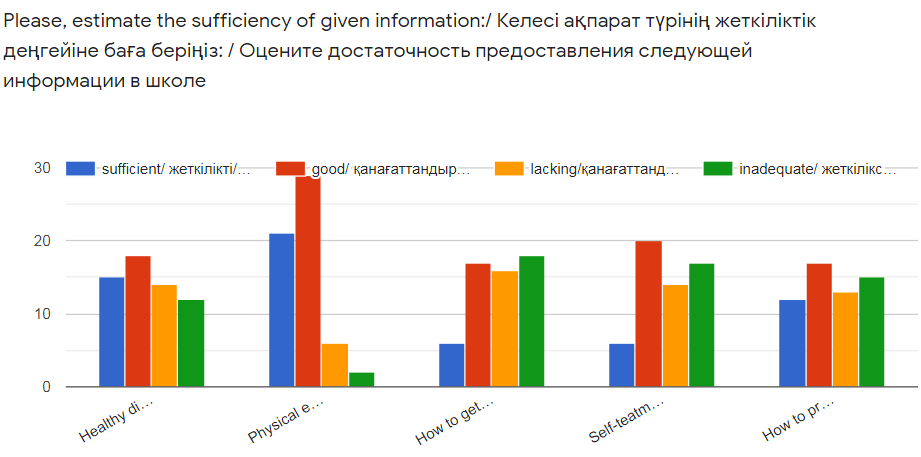 Please, estimate the sufficiency of given information:/ Келесі ақпарат түрінің жеткіліктік
деңгейіне баға беріңіз: / Оцените достаточность предоставления следующей
информации в школе
30
sufficient/ жеткілікті/...
good/ қанағаттандыр...
lacking/қанағаттанд...
inadequate/ жеткілікс...
20
10
0
Healthy di...
Physical e...
How to get...
Self-teatm...
How to pr...